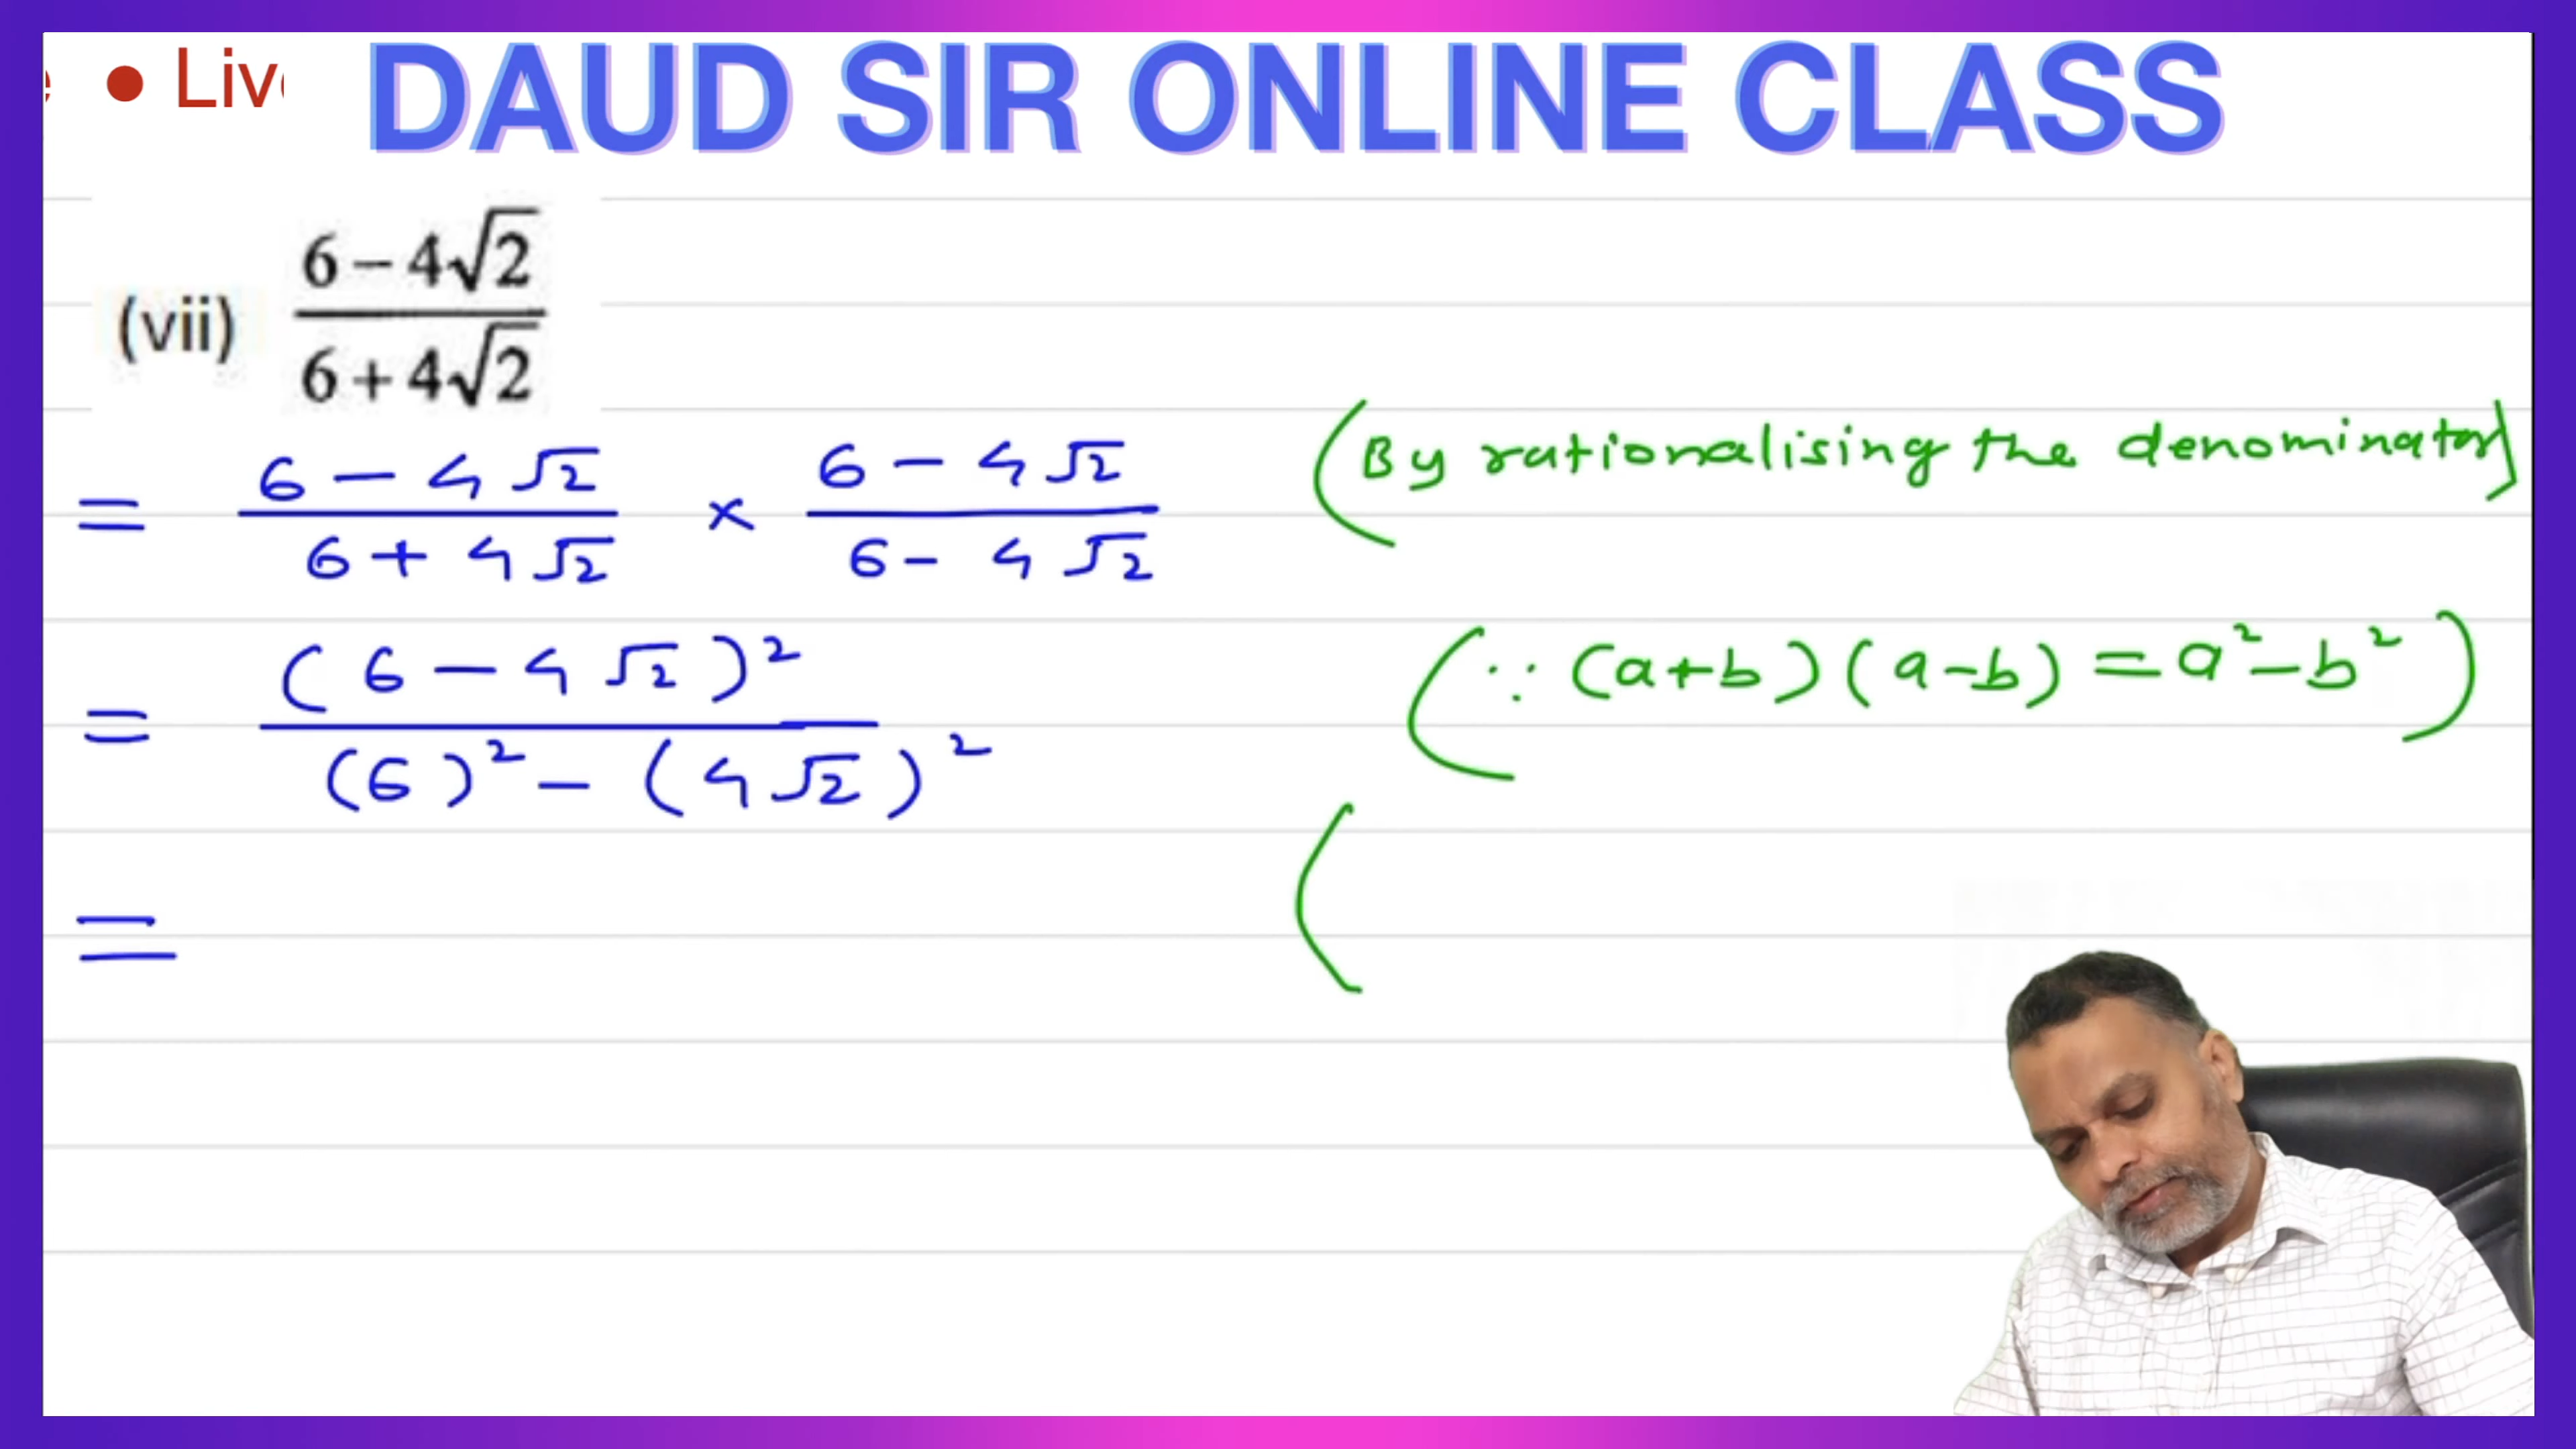 ● Live DAUD SIR ONLINE CLASS
(vii) (6 − 4√2)/(6 + 4√2)
= (6 − 4√2)/(6 + 4√2) × (6 − 4√2)/(6 − 4√2) (By rationalising the denominator)
= (6 − 4√2)²/((6)² − (4√2)²) (∵ (a+b)(a−b) = a²−b²)
= (